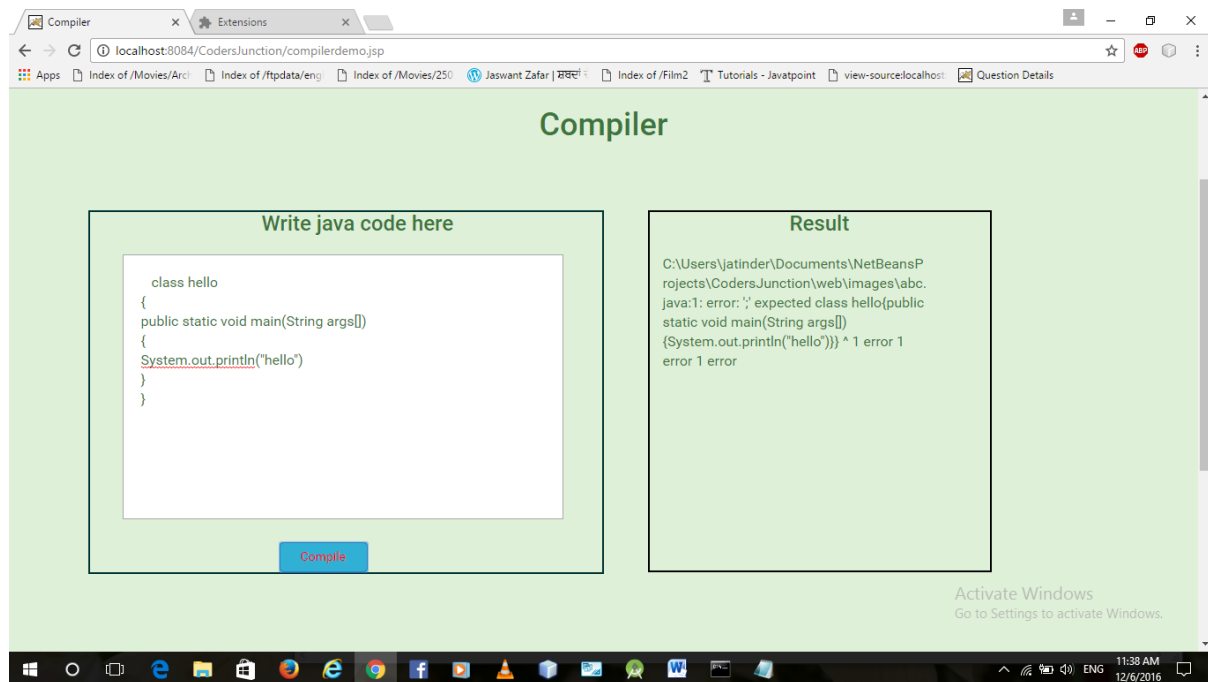 Compiler
Extensions
localhost:8084/CodersJunction/compilerdemo.jsp
ABP
Apps Index of /Movies/Arch Index of /ftpdata/eng Index of /Movies/250 Jaswant Zafar | ਸ਼ਬਦਾਂ Index of /Film2 Tutorials - Javatpoint view-source:localhost: Question Details
Compiler
Write java code here
class hello
{
public static void main(String args[])
{
System.out.println("hello")
}
}
Compile
Result
C:\Users\jatinder\Documents\NetBeansP
rojects\CodersJunction\web\images\abc.
java:1: error: ';' expected class hello{public
static void main(String args[])
{System.out.println("hello")}} ^ 1 error 1
error 1 error
Activate Windows
Go to Settings to activate Windows.
ENG
11:38 AM
12/6/2016